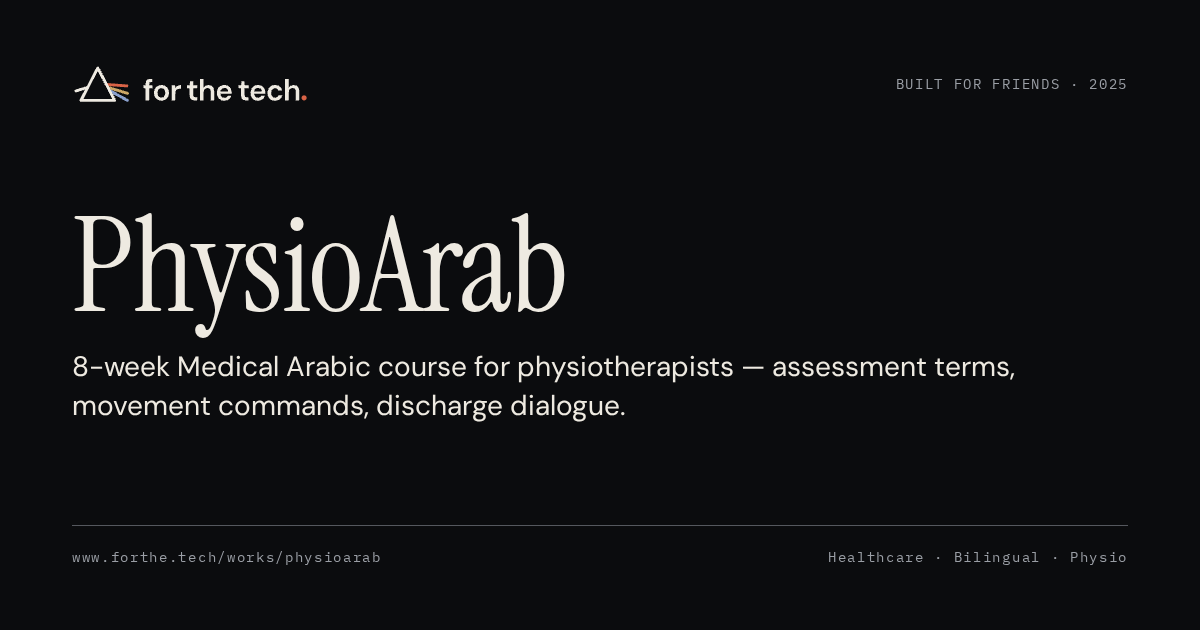 for the tech.
BUILT FOR FRIENDS · 2025
PhysioArab
8-week Medical Arabic course for physiotherapists — assessment terms,
movement commands, discharge dialogue.
www.forthe.tech/works/physioarab
Healthcare · Bilingual · Physio